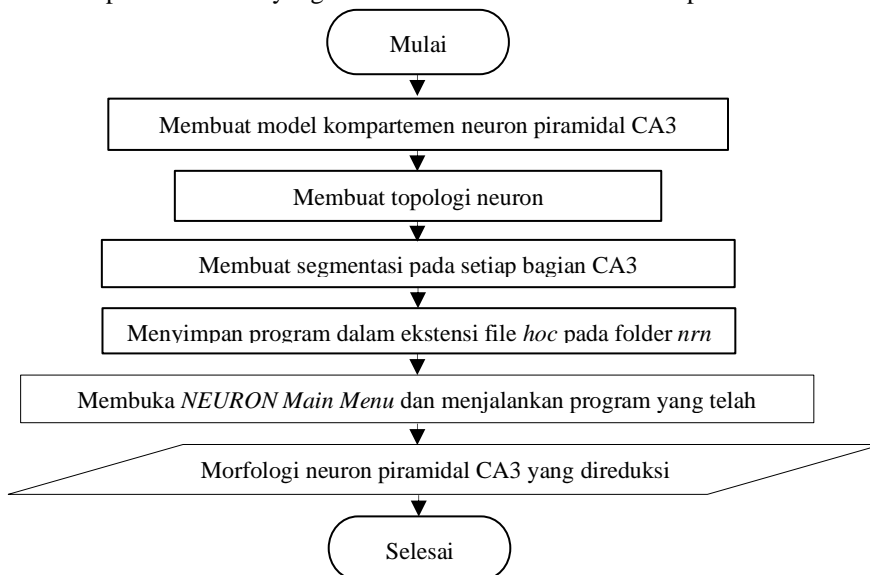 Mulai
Membuat model kompartemen neuron piramidal CA3
Membuat topologi neuron
Membuat segmentasi pada setiap bagian CA3
Menyimpan program dalam ekstensi file hoc pada folder nrn
Membuka NEURON Main Menu dan menjalankan program yang telah
Morfologi neuron piramidal CA3 yang direduksi
Selesai